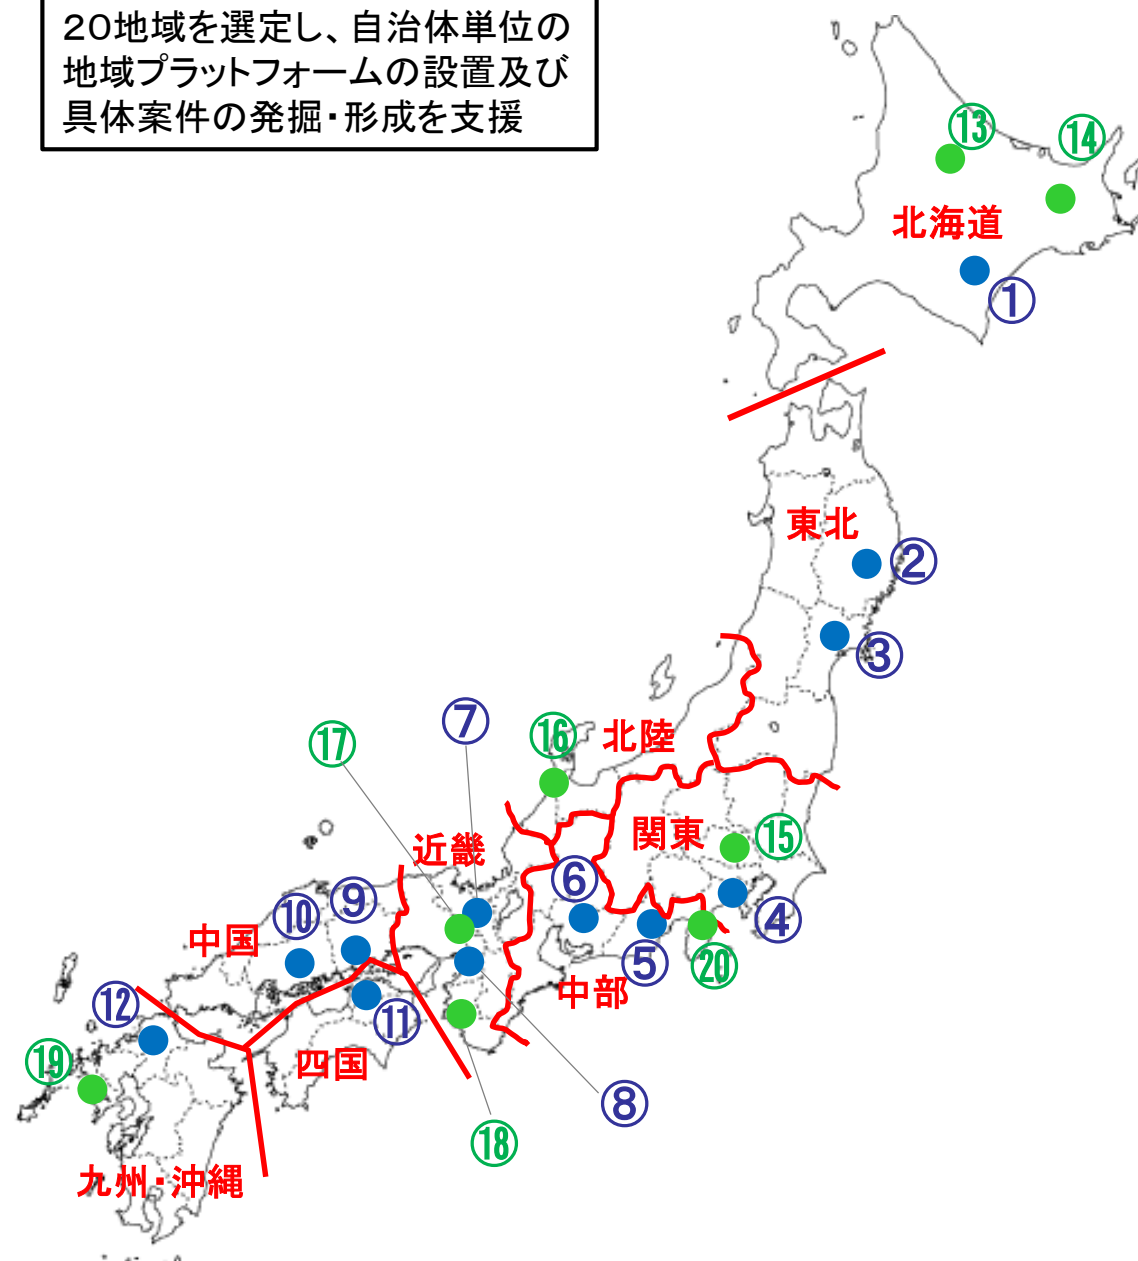 20地域を選定し、自治体単位の
地域プラットフォームの設置及び
具体案件の発掘・形成を支援
⑬
⑭
北海道
①
東北
②
③
⑦
⑯
⑰
北陸
関東
⑮
近畿
⑥
⑨
⑩
④
中国
⑤
⑳
中部
⑫
⑪
⑲
四国
⑧
⑱
九州・沖縄